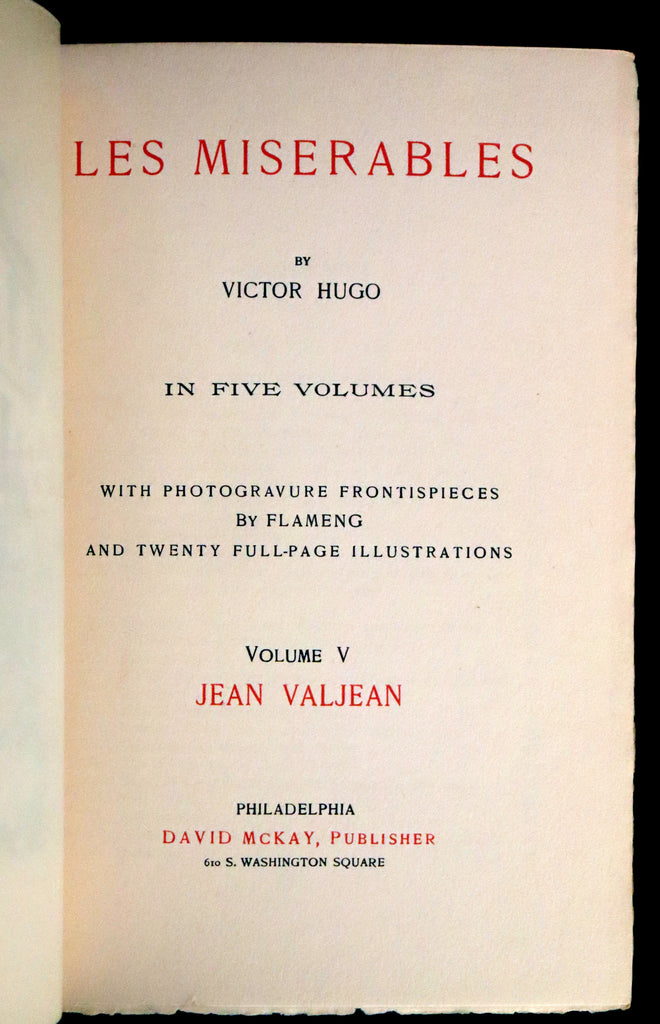 LES MISERABLES
BY
VICTOR HUGO
IN FIVE VOLUMES
WITH PHOTOGRAVURE FRONTISPIECES
BY FLAMENG
AND TWENTY FULL-PAGE ILLUSTRATIONS
VOLUME V
JEAN VALJEAN
PHILADELPHIA
DAVID McKAY, PUBLISHER
610 S. WASHINGTON SQUARE